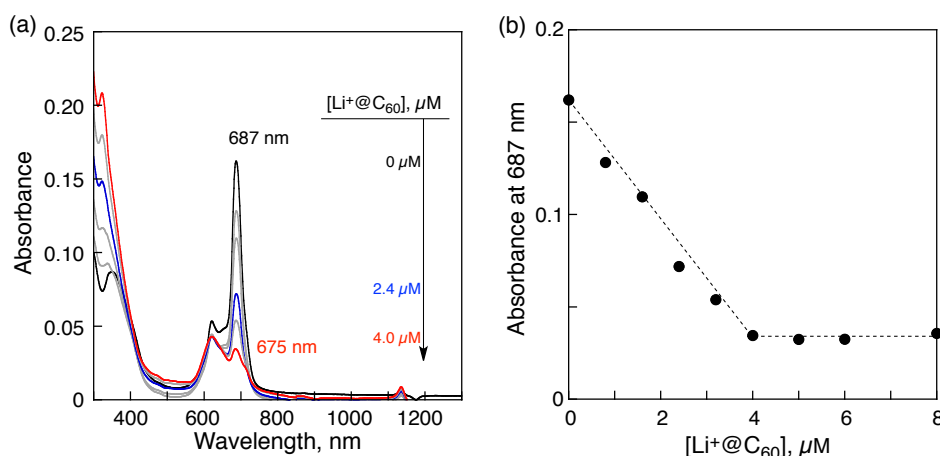 (a)
0.25
0.20
0.15
0.10
0.05
0
Absorbance
400 600 800 1000 1200
Wavelength, nm
[Li⁺@C₆₀], μM
687 nm
0 μM
2.4 μM
4.0 μM
675 nm
(b)
0.2
0.1
0
Absorbance at 687 nm
0 2 4 6 8
[Li⁺@C₆₀], μM